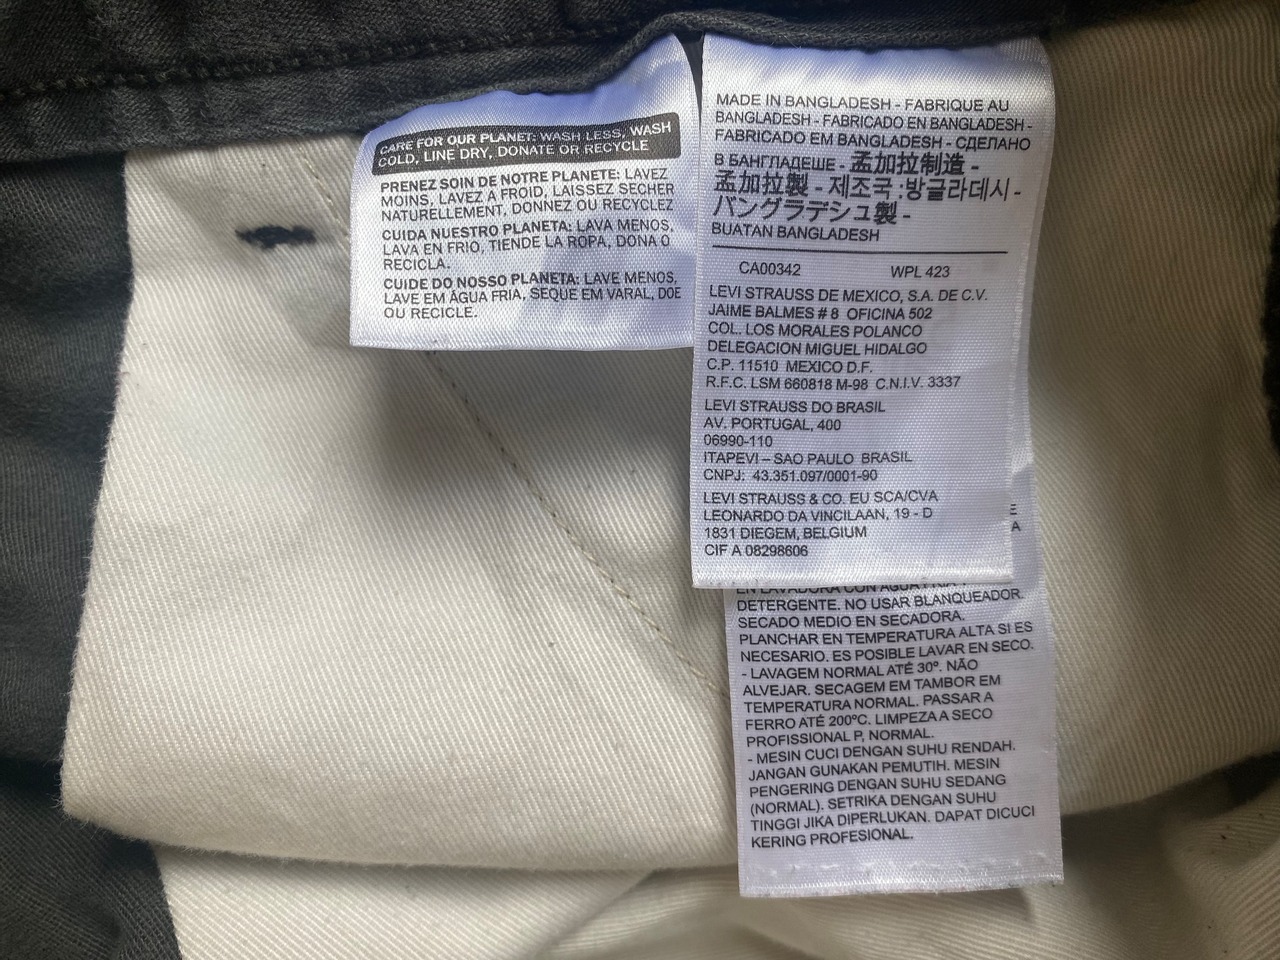 CARE FOR OUR PLANET: WASH LESS, WASH
COLD, LINE DRY, DONATE OR RECYCLE
PRENEZ SOIN DE NOTRE PLANETE: LAVEZ
MOINS, LAVEZ A FROID, LAISSEZ SECHER
NATURELLEMENT, DONNEZ OU RECYCLEZ
CUIDA NUESTRO PLANETA: LAVA MENOS,
LAVA EN FRIO, TIENDE LA ROPA, DONA O
RECICLA.
CUIDE DO NOSSO PLANETA: LAVE MENOS,
LAVE EM ÁGUA FRIA, SEQUE EM VARAL, DOE
OU RECICLE.
MADE IN BANGLADESH - FABRIQUE AU
BANGLADESH - FABRICADO EN BANGLADESH -
FABRICADO EM BANGLADESH - СДЕЛАНО
В БАНГЛАДЕШЕ - 孟加拉制造 -
孟加拉製 - 제조국 :방글라데시 -
バングラデシュ製 -
BUATAN BANGLADESH
CA00342 WPL 423
LEVI STRAUSS DE MEXICO, S.A. DE C.V.
JAIME BALMES # 8 OFICINA 502
COL. LOS MORALES POLANCO
DELEGACION MIGUEL HIDALGO
C.P. 11510 MEXICO D.F.
R.F.C. LSM 660818 M-98 C.N.I.V. 3337
LEVI STRAUSS DO BRASIL
AV. PORTUGAL, 400
06990-110
ITAPEVI – SAO PAULO BRASIL
CNPJ: 43.351.097/0001-90
LEVI STRAUSS & CO. EU SCA/CVA
LEONARDO DA VINCILAAN, 19 - D
1831 DIEGEM, BELGIUM
CIF A 08298606
E
A
EN LAVADORA CON AGUA
DETERGENTE. NO USAR BLANQUEADOR.
SECADO MEDIO EN SECADORA.
PLANCHAR EN TEMPERATURA ALTA SI ES
NECESARIO. ES POSIBLE LAVAR EN SECO.
- LAVAGEM NORMAL ATÉ 30º. NÃO
ALVEJAR. SECAGEM EM TAMBOR EM
TEMPERATURA NORMAL. PASSAR A
FERRO ATÉ 200ºC. LIMPEZA A SECO
PROFISSIONAL P, NORMAL.
- MESIN CUCI DENGAN SUHU RENDAH.
JANGAN GUNAKAN PEMUTIH. MESIN
PENGERING DENGAN SUHU SEDANG
(NORMAL). SETRIKA DENGAN SUHU
TINGGI JIKA DIPERLUKAN. DAPAT DICUCI
KERING PROFESIONAL.